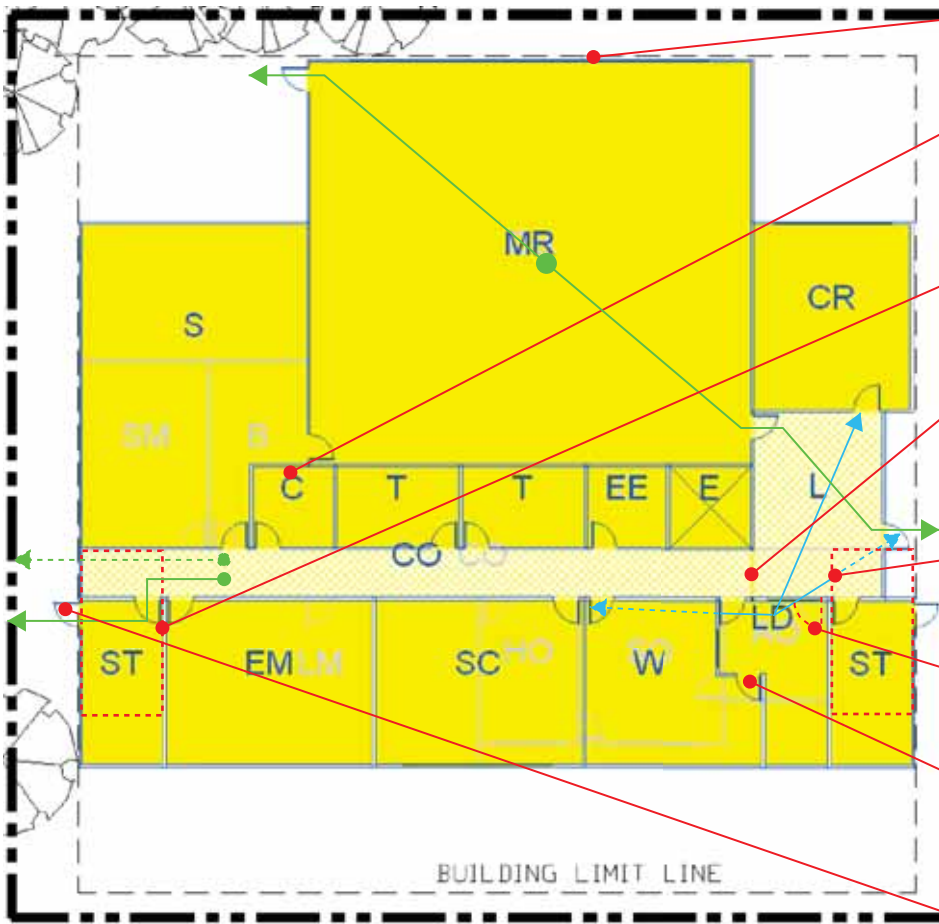 MR
CR
S
SM B
C T T EE E L
CO CO
LD
ST EM LM SC HO W ST
BUILDING LIMIT LINE